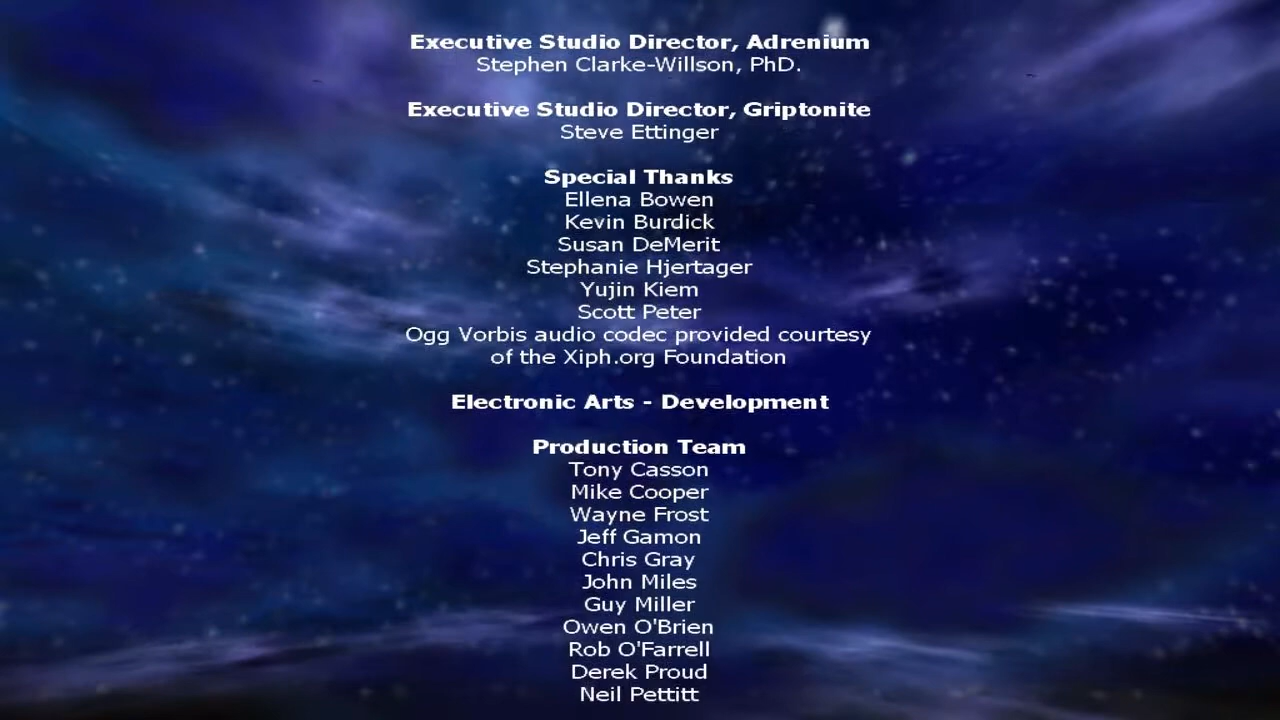 Executive Studio Director, Adrenium
Stephen Clarke-Willson, PhD.
Executive Studio Director, Griptonite
Steve Ettinger
Special Thanks
Ellena Bowen
Kevin Burdick
Susan DeMerit
Stephanie Hjertager
Yujin Kiem
Scott Peter
Ogg Vorbis audio codec provided courtesy
of the Xiph.org Foundation
Electronic Arts - Development
Production Team
Tony Casson
Mike Cooper
Wayne Frost
Jeff Gamon
Chris Gray
John Miles
Guy Miller
Owen O'Brien
Rob O'Farrell
Derek Proud
Neil Pettitt